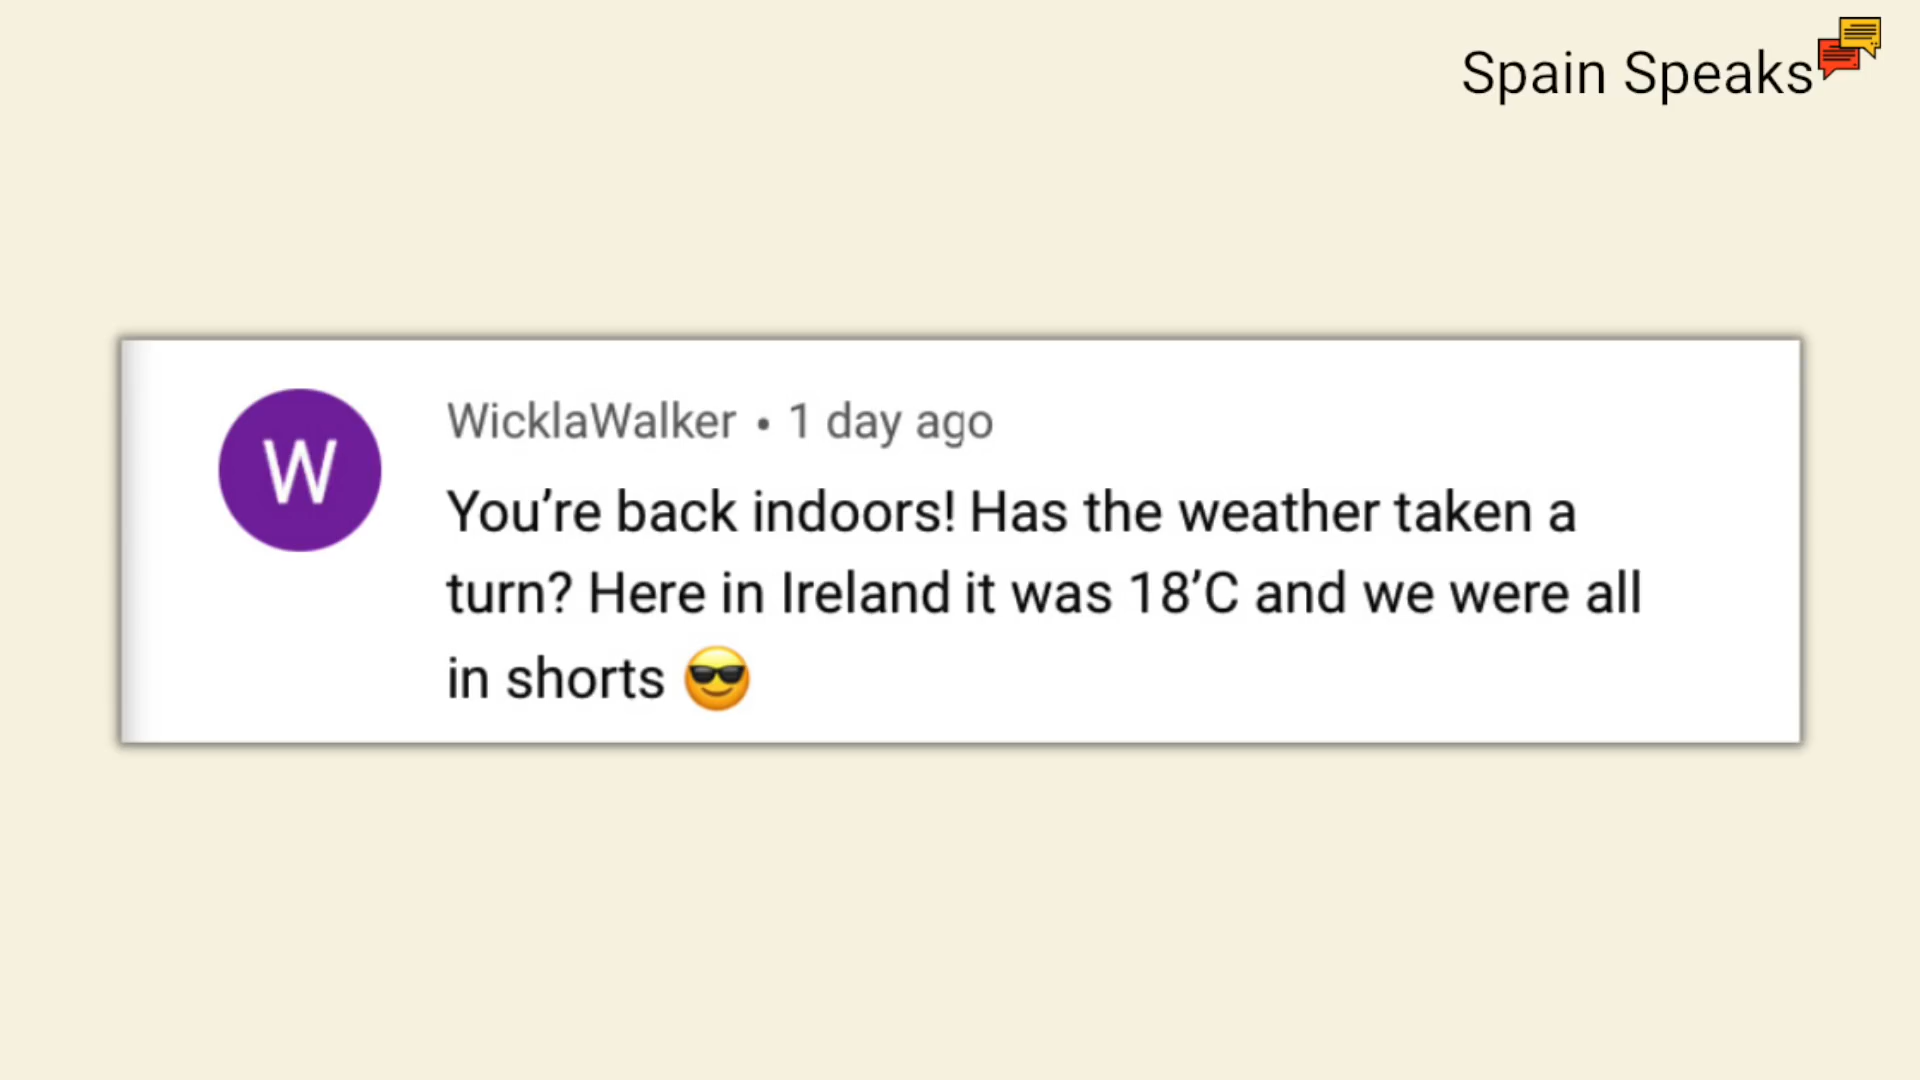 Spain Speaks
W
WicklaWalker • 1 day ago
You’re back indoors! Has the weather taken a
turn? Here in Ireland it was 18’C and we were all
in shorts 😎